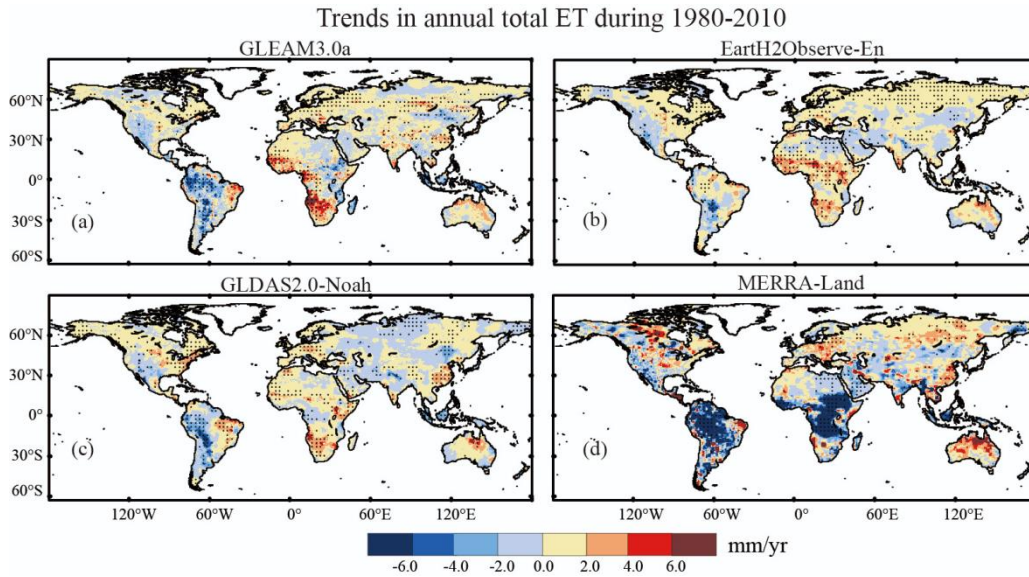 Trends in annual total ET during 1980-2010
GLEAM3.0a
EartH2Observe-En
60°N
30°N
0°
30°S
60°S
(a)
(b)
GLDAS2.0-Noah
MERRA-Land
60°N
30°N
0°
30°S
60°S
(c)
(d)
120°W 60°W 0° 60°E 120°E
120°W 60°W 0° 60°E 120°E
mm/yr
-6.0 -4.0 -2.0 0.0 2.0 4.0 6.0